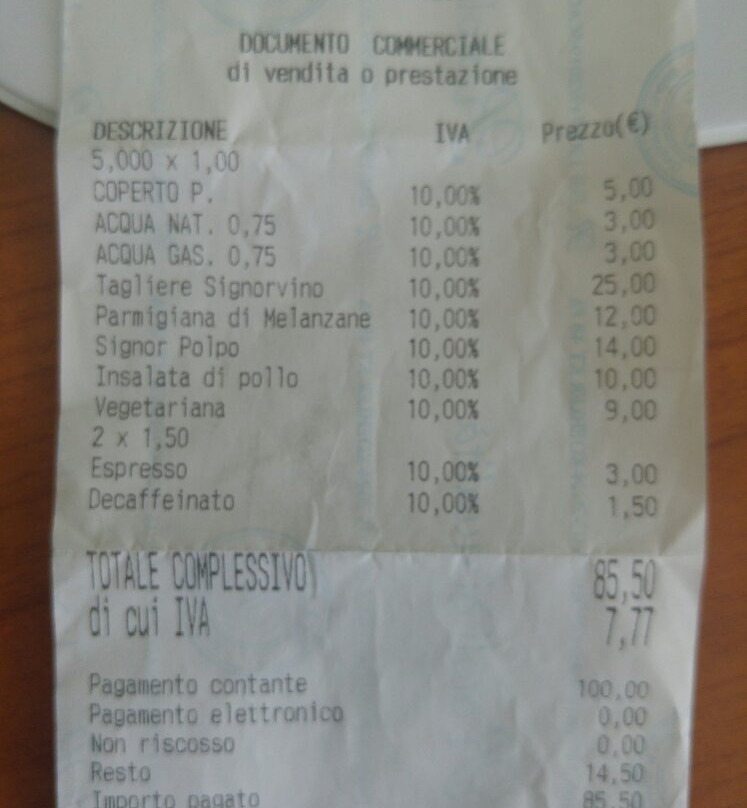 DOCUMENTO COMMERCIALE
di vendita o prestazione
DESCRIZIONE IVA Prezzo(€)
5,000 x 1,00
COPERTO P. 10,00% 5,00
ACQUA NAT. 0,75 10,00% 3,00
ACQUA GAS. 0,75 10,00% 3,00
Tagliere Signorvino 10,00% 25,00
Parmigiana di Melanzane 10,00% 12,00
Signor Polpo 10,00% 14,00
Insalata di pollo 10,00% 10,00
Vegetariana 10,00% 9,00
2 x 1,50
Espresso 10,00% 3,00
Decaffeinato 10,00% 1,50
TOTALE COMPLESSIVO 85,50
di cui IVA 7,77
Pagamento contante 100,00
Pagamento elettronico 0,00
Non riscosso 0,00
Resto 14,50
Importo pagato 85,50